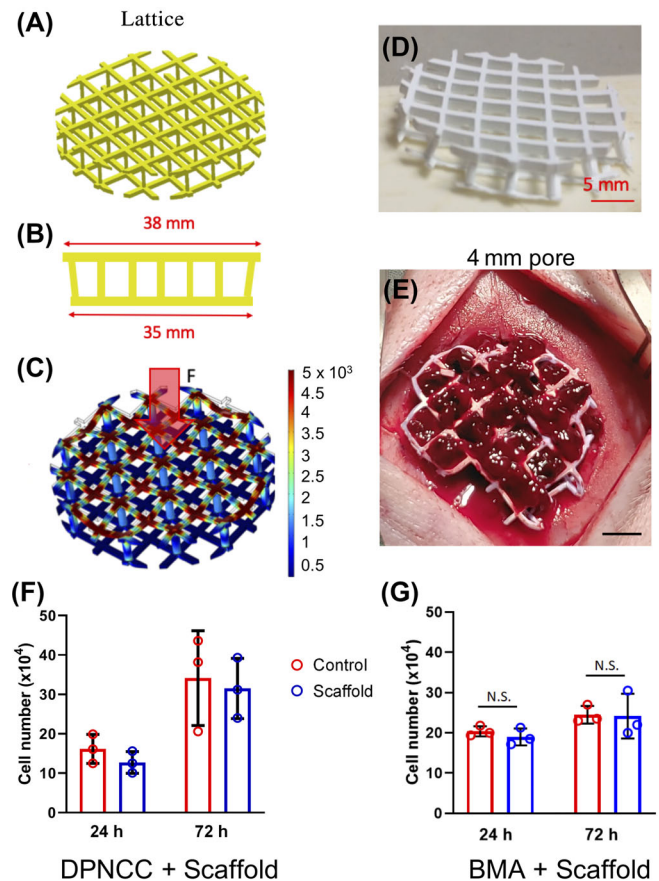 (A)
Lattice
(B)
38 mm
35 mm
(C)
F
5 x 10³
4.5
4
3.5
3
2.5
2
1.5
1
0.5
(D)
5 mm
4 mm pore
(E)
(F)
Cell number (x10⁴)
50
40
30
20
10
0
24 h
72 h
DPNCC + Scaffold
Control
Scaffold
(G)
Cell number (x10⁴)
50
40
30
20
10
0
N.S.
N.S.
24 h
72 h
BMA + Scaffold